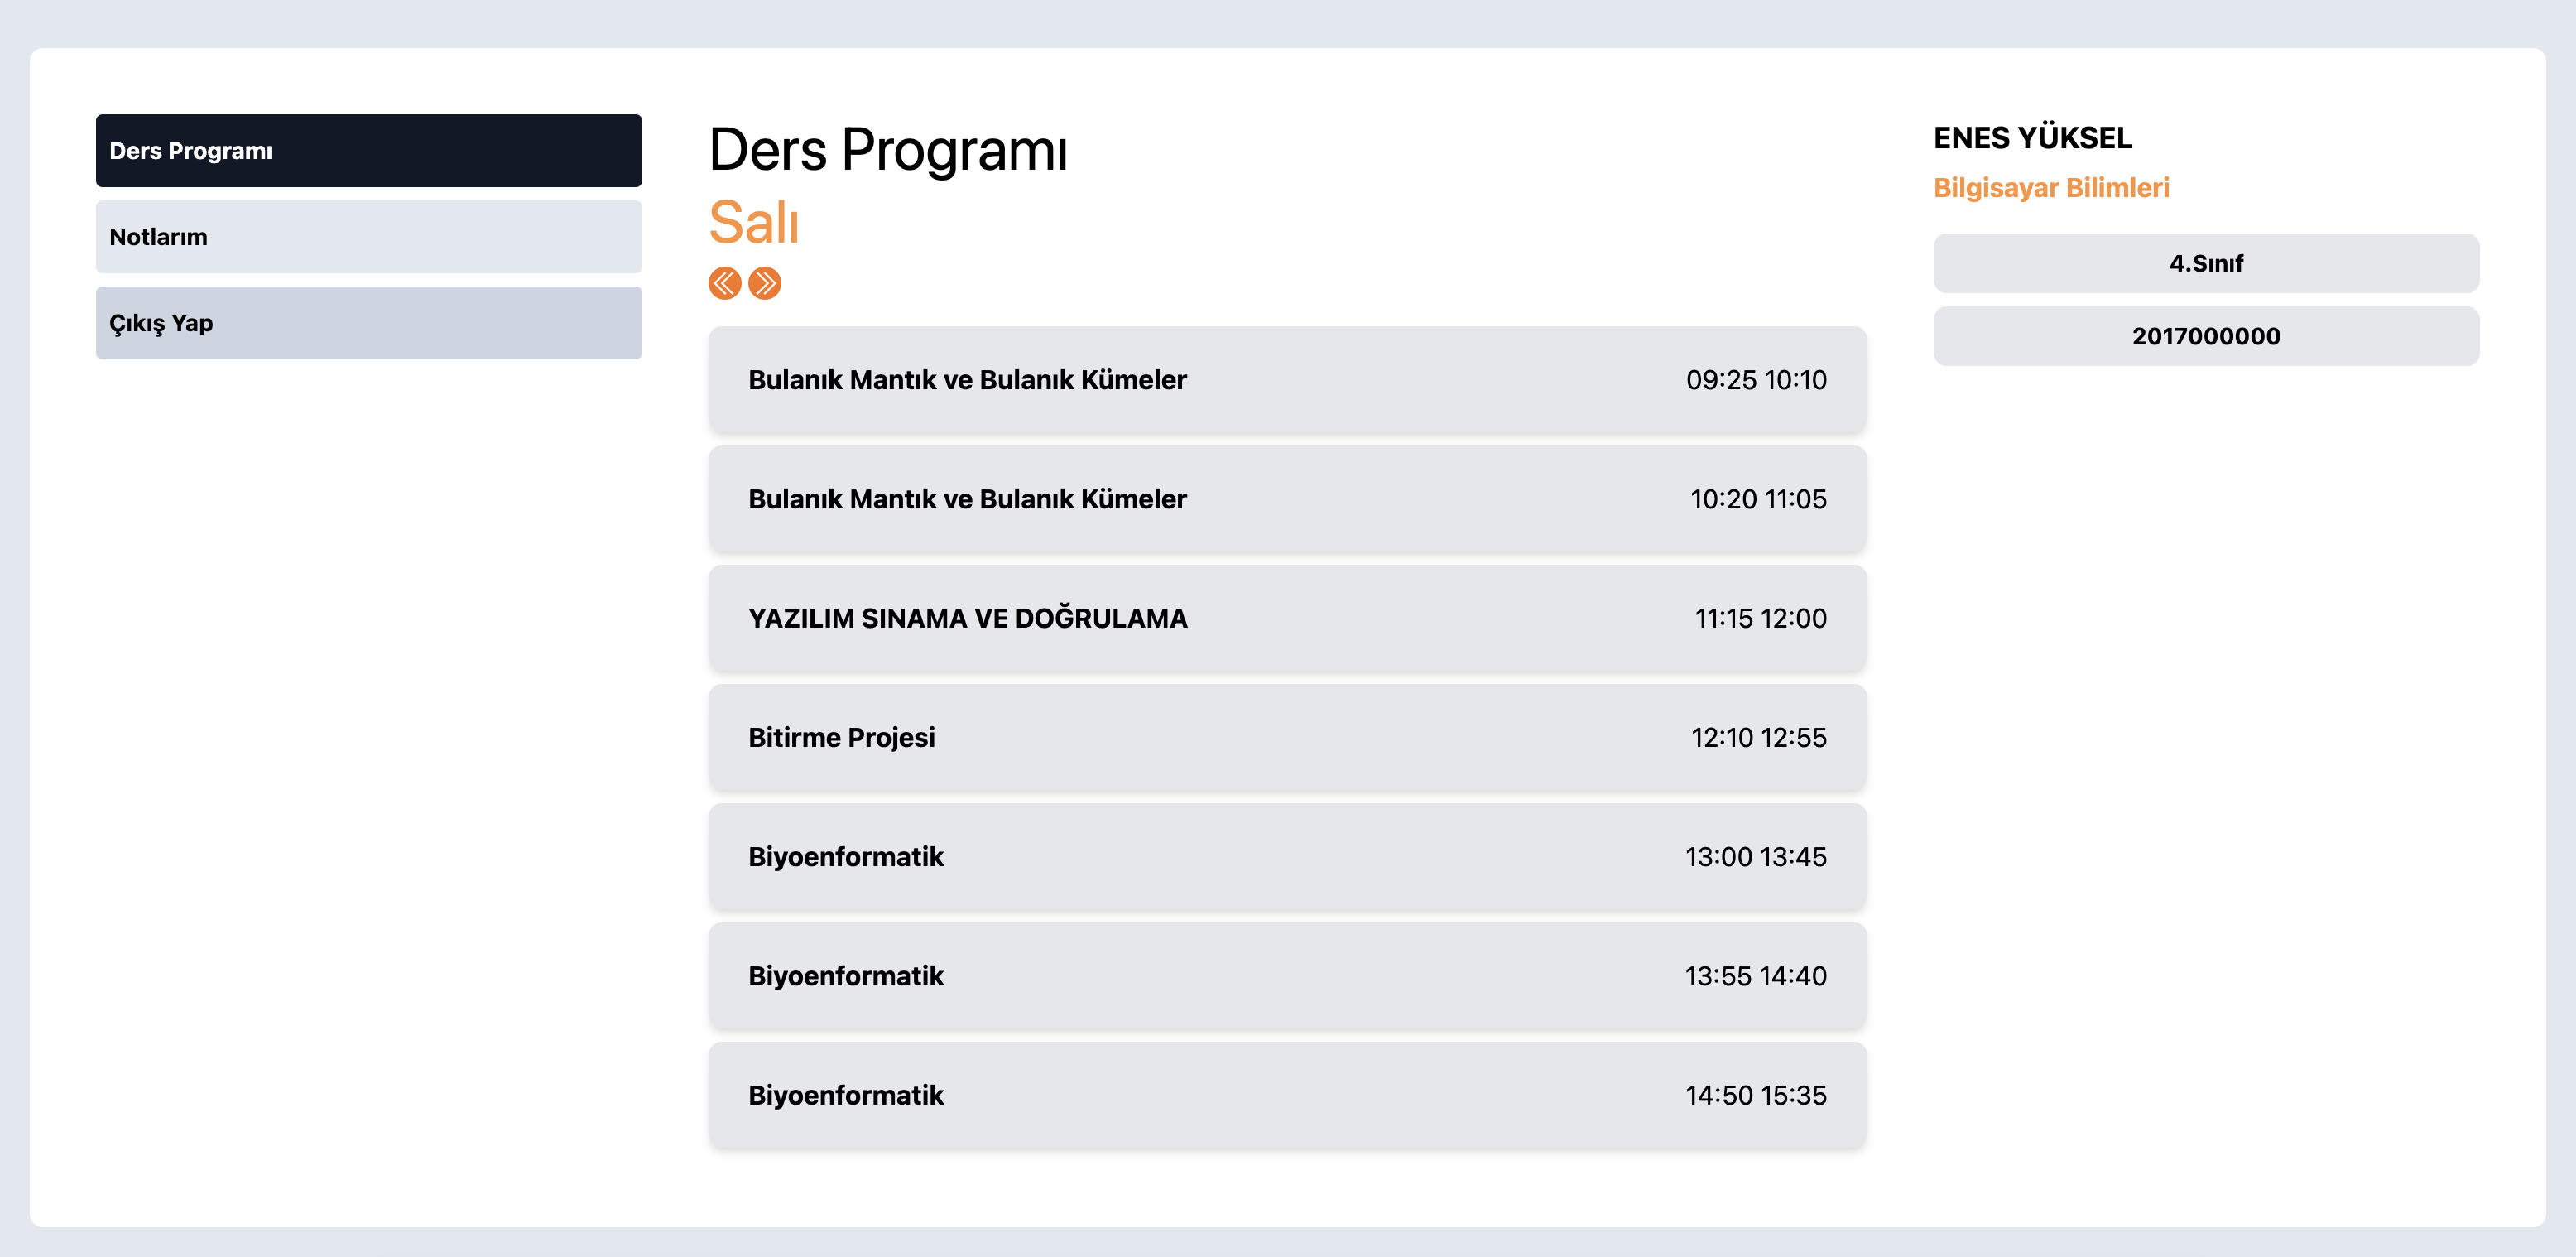 Ders Programı
Notlarım
Çıkış Yap
Ders Programı
Salı
Bulanık Mantık ve Bulanık Kümeler 09:25 10:10
Bulanık Mantık ve Bulanık Kümeler 10:20 11:05
YAZILIM SINAMA VE DOĞRULAMA 11:15 12:00
Bitirme Projesi 12:10 12:55
Biyoenformatik 13:00 13:45
Biyoenformatik 13:55 14:40
Biyoenformatik 14:50 15:35
ENES YÜKSEL
Bilgisayar Bilimleri
4.Sınıf
2017000000